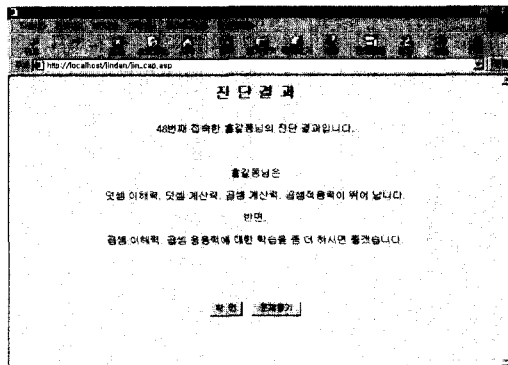 http://localhost/linden/lin_cap.asp
진 단 결 과
48번째 접속한 홍길동님의 진단 결과입니다.
홍길동님은
덧셈 이해력, 덧셈 계산력, 곱셈 계산력, 곱셈적용력이 뛰어 납니다.
반면,
곱셈 이해력, 곱셈 응용력에 대한 학습을 좀 더 하시면 좋겠습니다.
확 인